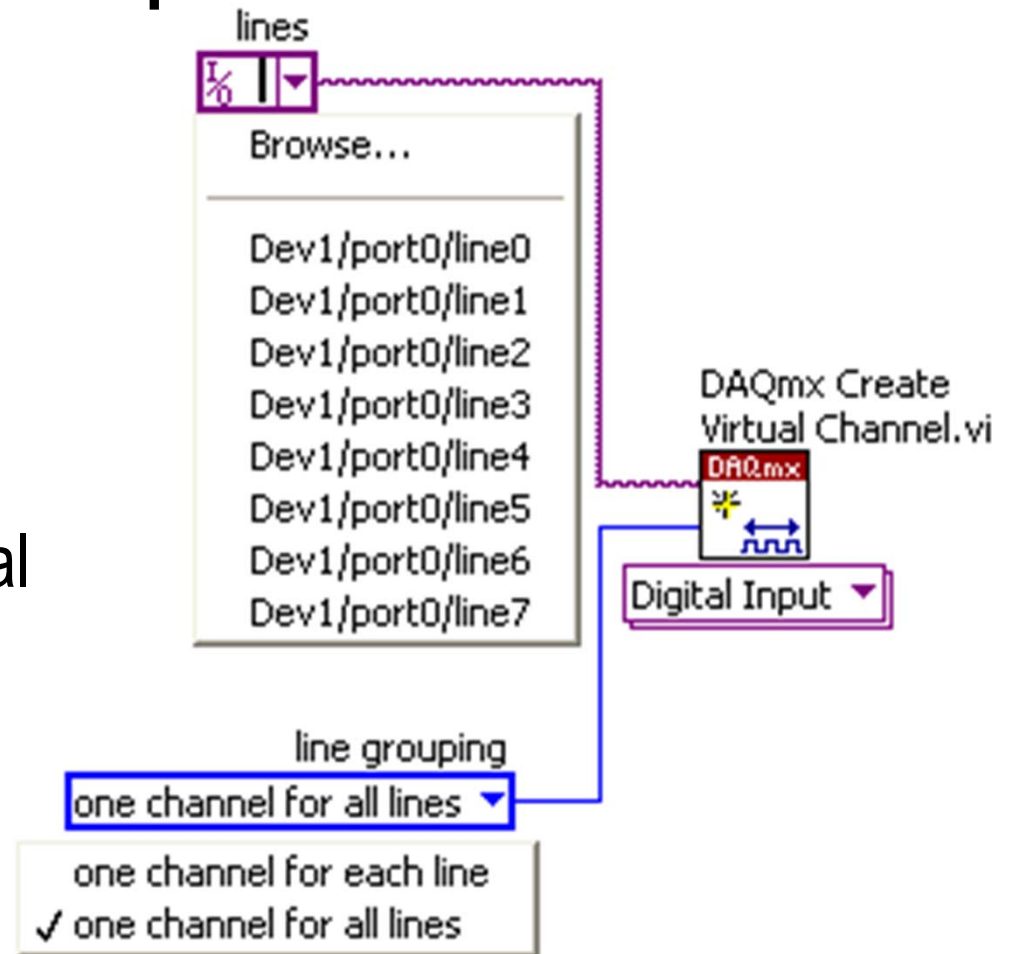 lines
I/O
Browse...
Dev1/port0/line0
Dev1/port0/line1
Dev1/port0/line2
Dev1/port0/line3
Dev1/port0/line4
Dev1/port0/line5
Dev1/port0/line6
Dev1/port0/line7
DAQmx Create
Virtual Channel.vi
DAQmx
Digital Input
al
line grouping
one channel for all lines
one channel for each line
✓ one channel for all lines